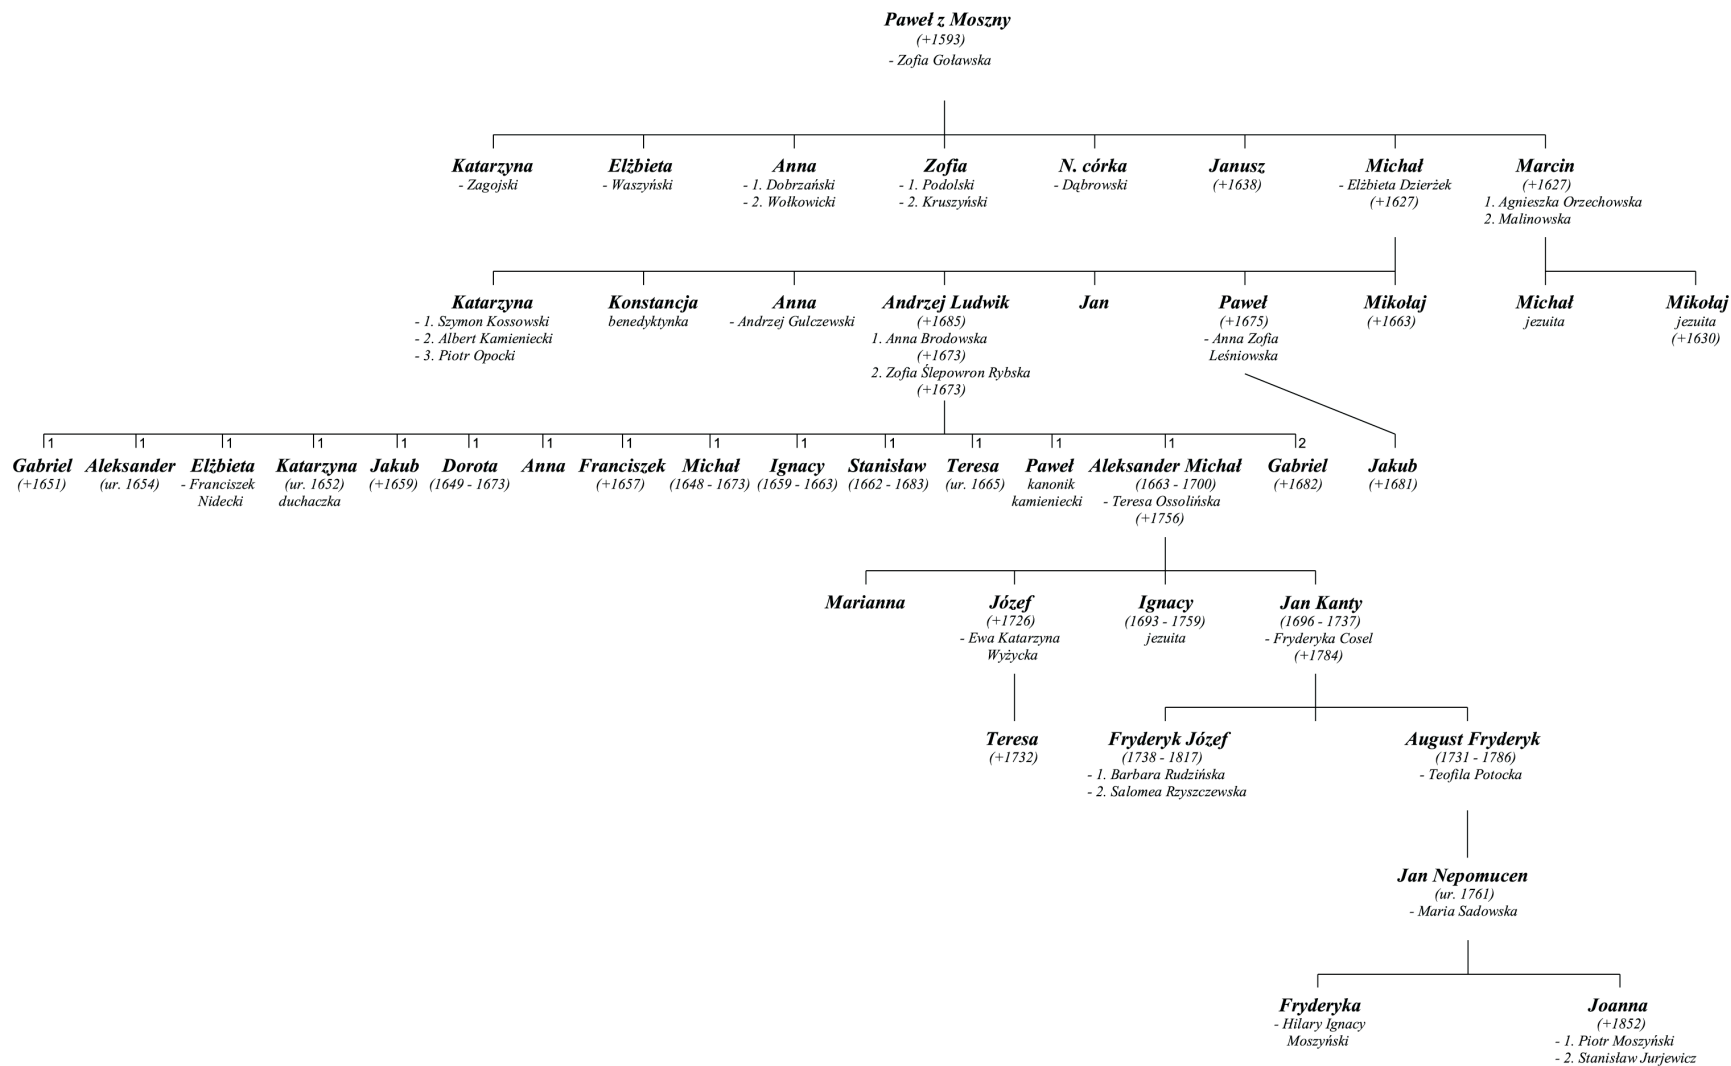 Paweł z Moszny
(+1593)
- Zofia Goławska
Katarzyna
- Zagojski
Elżbieta
- Waszyński
Anna
- 1. Dobrzański
- 2. Wołkowicki
Zofia
- 1. Podolski
- 2. Kruszyński
N. córka
- Dąbrowski
Janusz
(+1638)
Michał
- Elżbieta Dzierżek
(+1627)
Marcin
(+1627)
1. Agnieszka Orzechowska
2. Malinowska
Katarzyna
- 1. Szymon Kossowski
- 2. Albert Kamieniecki
- 3. Piotr Opocki
Konstancja
benedyktynka
Anna
- Andrzej Gulczewski
Andrzej Ludwik
(+1685)
1. Anna Brodowska
(+1673)
2. Zofia Ślepowron Rybska
(+1673)
Jan
Paweł
(+1675)
- Anna Zofia
Leśniowska
Mikołaj
(+1663)
Michał
jezuita
Mikołaj
jezuita
(+1630)
1
Gabriel
(+1651)
1
Aleksander
(ur. 1654)
1
Elżbieta
- Franciszek
Nidecki
1
Katarzyna
(ur. 1652)
duchaczka
1
Jakub
(+1659)
1
Dorota
(1649 - 1673)
1
Anna
1
Franciszek
(+1657)
1
Michał
(1648 - 1673)
1
Ignacy
(1659 - 1663)
1
Stanisław
(1662 - 1683)
1
Teresa
(ur. 1665)
1
Paweł
kanonik
kamieniecki
1
Aleksander Michał
(1663 - 1700)
- Teresa Ossolińska
(+1756)
2
Gabriel
(+1682)
Jakub
(+1681)
Marianna
Józef
(+1726)
- Ewa Katarzyna
Wyżycka
Ignacy
(1693 - 1759)
jezuita
Jan Kanty
(1696 - 1737)
- Fryderyka Cosel
(+1784)
Teresa
(+1732)
Fryderyk Józef
(1738 - 1817)
- 1. Barbara Rudzińska
- 2. Salomea Rzyszczewska
August Fryderyk
(1731 - 1786)
- Teofila Potocka
Jan Nepomucen
(ur. 1761)
- Maria Sadowska
Fryderyka
- Hilary Ignacy
Moszyński
Joanna
(+1852)
- 1. Piotr Moszyński
- 2. Stanisław Jurjewicz